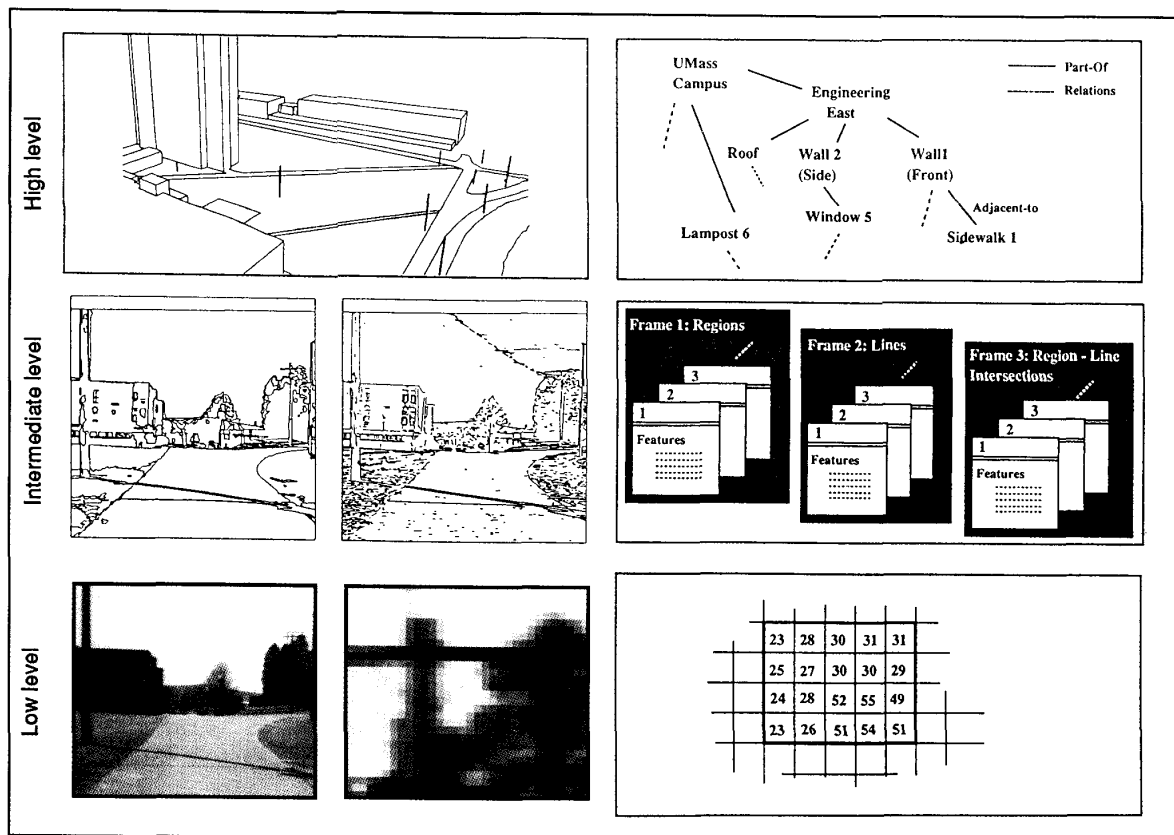 High level
UMass
Campus
Engineering
East
Part-Of
Relations
Roof
Wall 2
(Side)
Wall1
(Front)
Adjacent-to
Lampost 6
Window 5
Sidewalk 1
Intermediate level
Frame 1: Regions
3
2
1
Features
Frame 2: Lines
3
2
1
Features
Frame 3: Region - Line
Intersections
3
2
1
Features
Low level
23 28 30 31 31
25 27 30 30 29
24 28 52 55 49
23 26 51 54 51